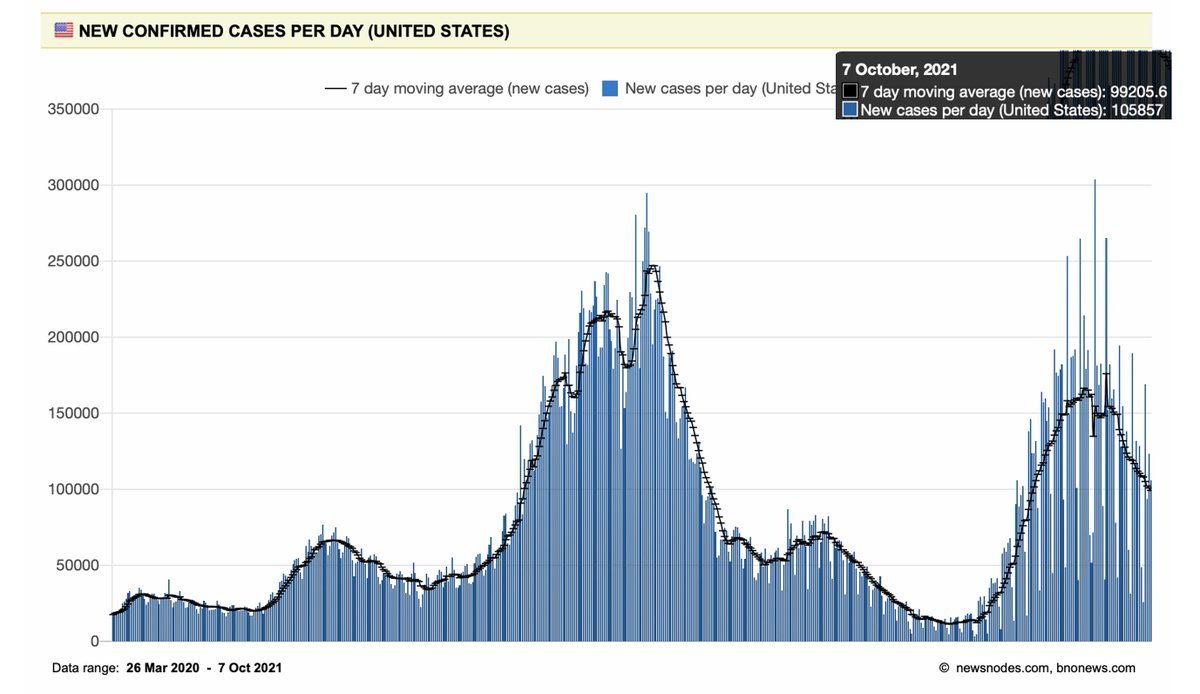 NEW CONFIRMED CASES PER DAY (UNITED STATES)
7 day moving average (new cases) New cases per day (United Sta
7 October, 2021
7 day moving average (new cases): 99205.6
New cases per day (United States): 105857
350000
300000
250000
200000
150000
100000
50000
0
Data range: 26 Mar 2020 - 7 Oct 2021
© newsnodes.com, bnonews.com